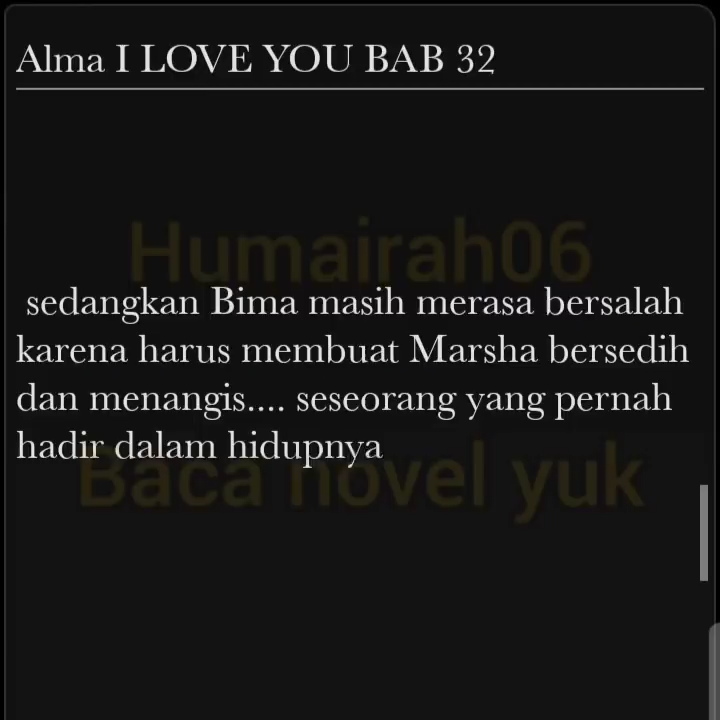 Alma I LOVE YOU BAB 32
Humairah06
sedangkan Bima masih merasa bersalah
karena harus membuat Marsha bersedih
dan menangis.... seseorang yang pernah
hadir dalam hidupnya
Baca novel yuk